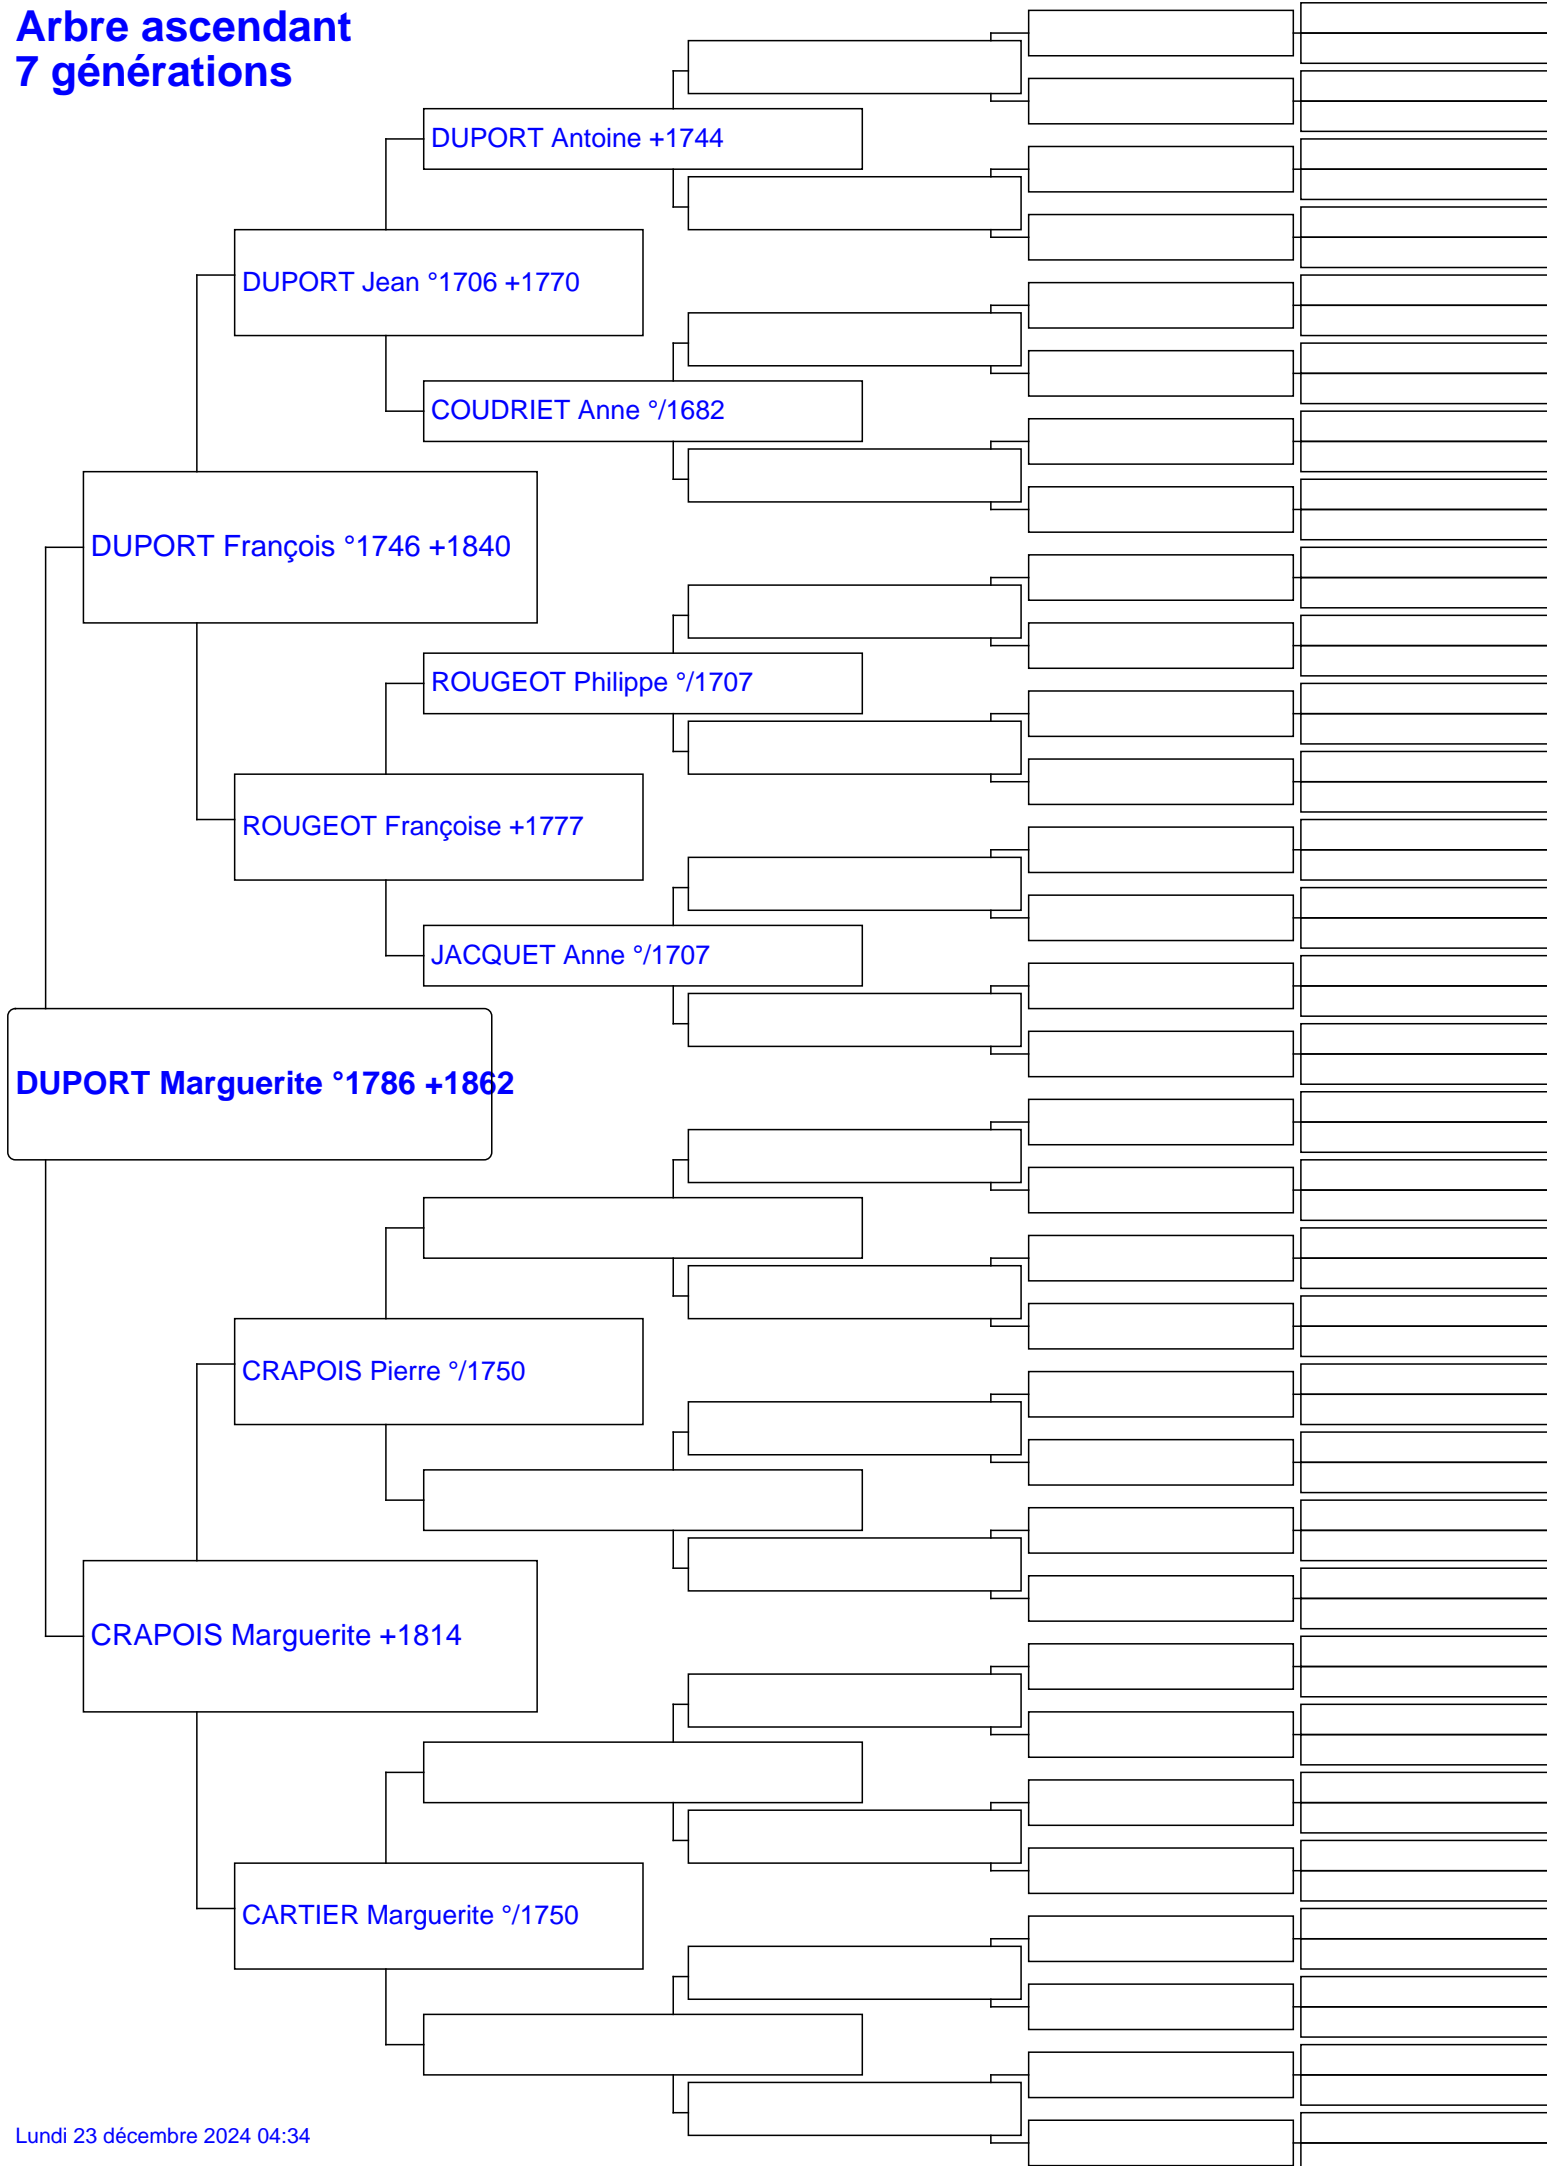 Arbre ascendant
7 générations
DUPORT Antoine +1744
DUPORT Jean °1706 +1770
COUDRIET Anne °/1682
DUPORT François °1746 +1840
ROUGEOT Philippe °/1707
ROUGEOT Françoise +1777
JACQUET Anne °/1707
DUPORT Marguerite °1786 +1862
CRAPOIS Pierre °/1750
CRAPOIS Marguerite +1814
CARTIER Marguerite °/1750
Lundi 23 décembre 2024 04:34